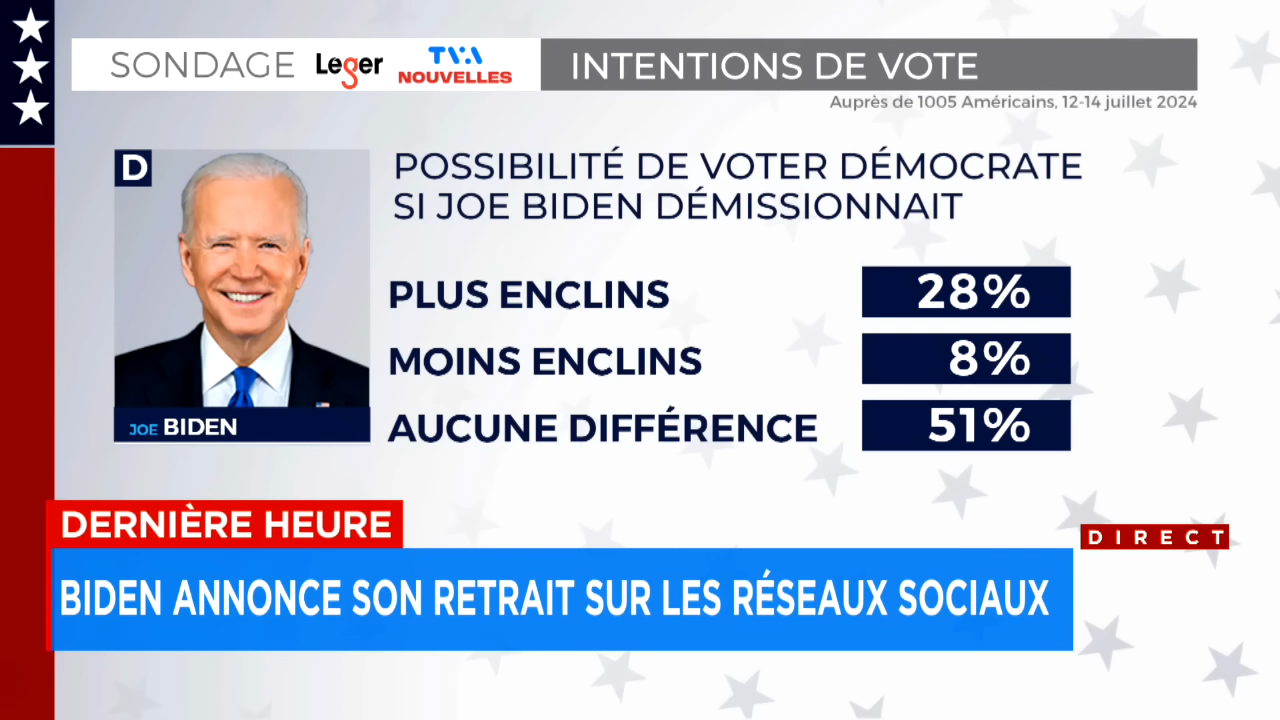 SONDAGE Leger TVA NOUVELLES INTENTIONS DE VOTE
Auprès de 1005 Américains, 12-14 juillet 2024
D
POSSIBILITÉ DE VOTER DÉMOCRATE
SI JOE BIDEN DÉMISSIONNAIT
PLUS ENCLINS 28%
MOINS ENCLINS 8%
AUCUNE DIFFÉRENCE 51%
JOE BIDEN
DERNIÈRE HEURE
DIRECT
BIDEN ANNONCE SON RETRAIT SUR LES RÉSEAUX SOCIAUX